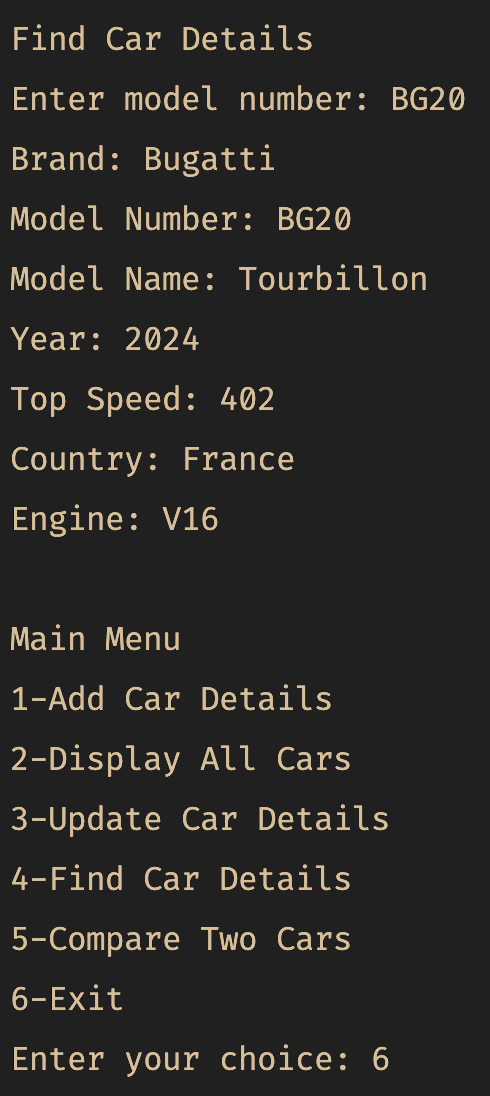 Find Car Details
Enter model number: BG20
Brand: Bugatti
Model Number: BG20
Model Name: Tourbillon
Year: 2024
Top Speed: 402
Country: France
Engine: V16
Main Menu
1-Add Car Details
2-Display All Cars
3-Update Car Details
4-Find Car Details
5-Compare Two Cars
6-Exit
Enter your choice: 6